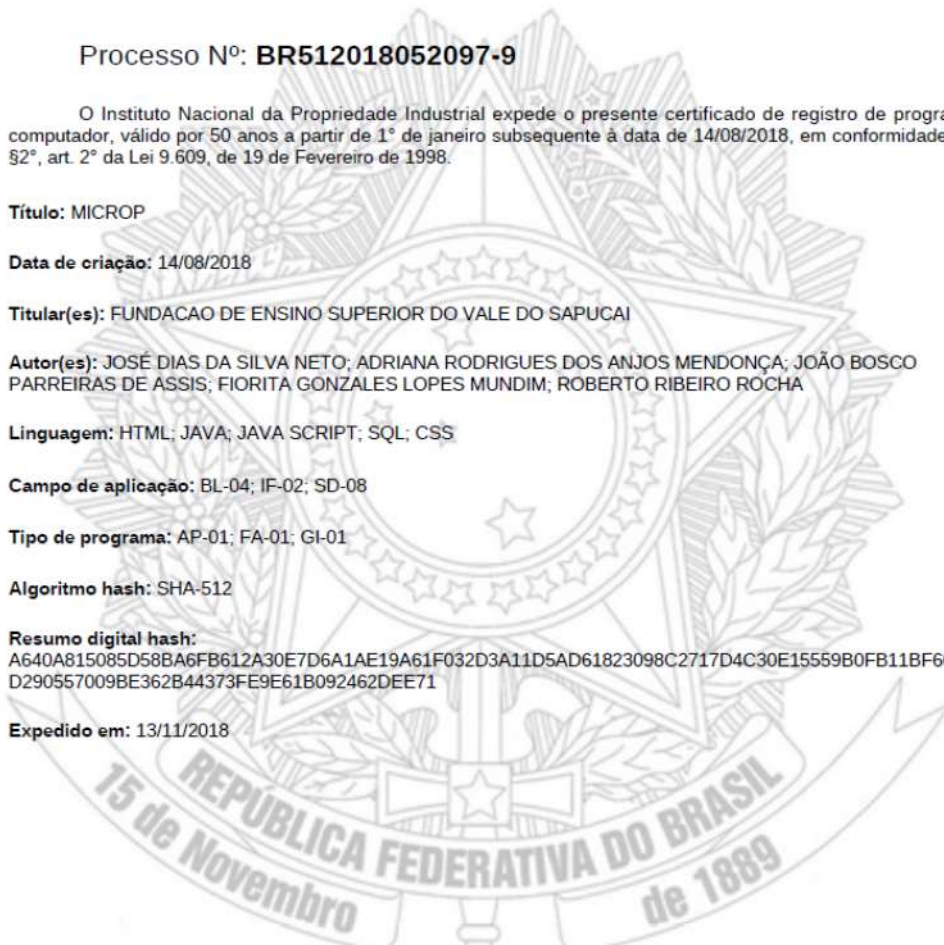 Processo Nº: BR512018052097-9
O Instituto Nacional da Propriedade Industrial expede o presente certificado de registro de progra
computador, válido por 50 anos a partir de 1° de janeiro subsequente à data de 14/08/2018, em conformidade
§2°, art. 2° da Lei 9.609, de 19 de Fevereiro de 1998.
Título: MICROP
Data de criação: 14/08/2018
Titular(es): FUNDACAO DE ENSINO SUPERIOR DO VALE DO SAPUCAI
Autor(es): JOSÉ DIAS DA SILVA NETO; ADRIANA RODRIGUES DOS ANJOS MENDONÇA; JOÃO BOSCO
PARREIRAS DE ASSIS; FIORITA GONZALES LOPES MUNDIM; ROBERTO RIBEIRO ROCHA
Linguagem: HTML; JAVA; JAVA SCRIPT; SQL; CSS
Campo de aplicação: BL-04; IF-02; SD-08
Tipo de programa: AP-01; FA-01; GI-01
Algoritmo hash: SHA-512
Resumo digital hash:
A640A815085D58BA6FB612A30E7D6A1AE19A61F032D3A11D5AD61823098C2717D4C30E15559B0FB11BF6
D290557009BE362B44373FE9E61B092462DEE71
Expedido em: 13/11/2018
REPÚBLICA FEDERATIVA DO BRASIL
15 de Novembro de 1889